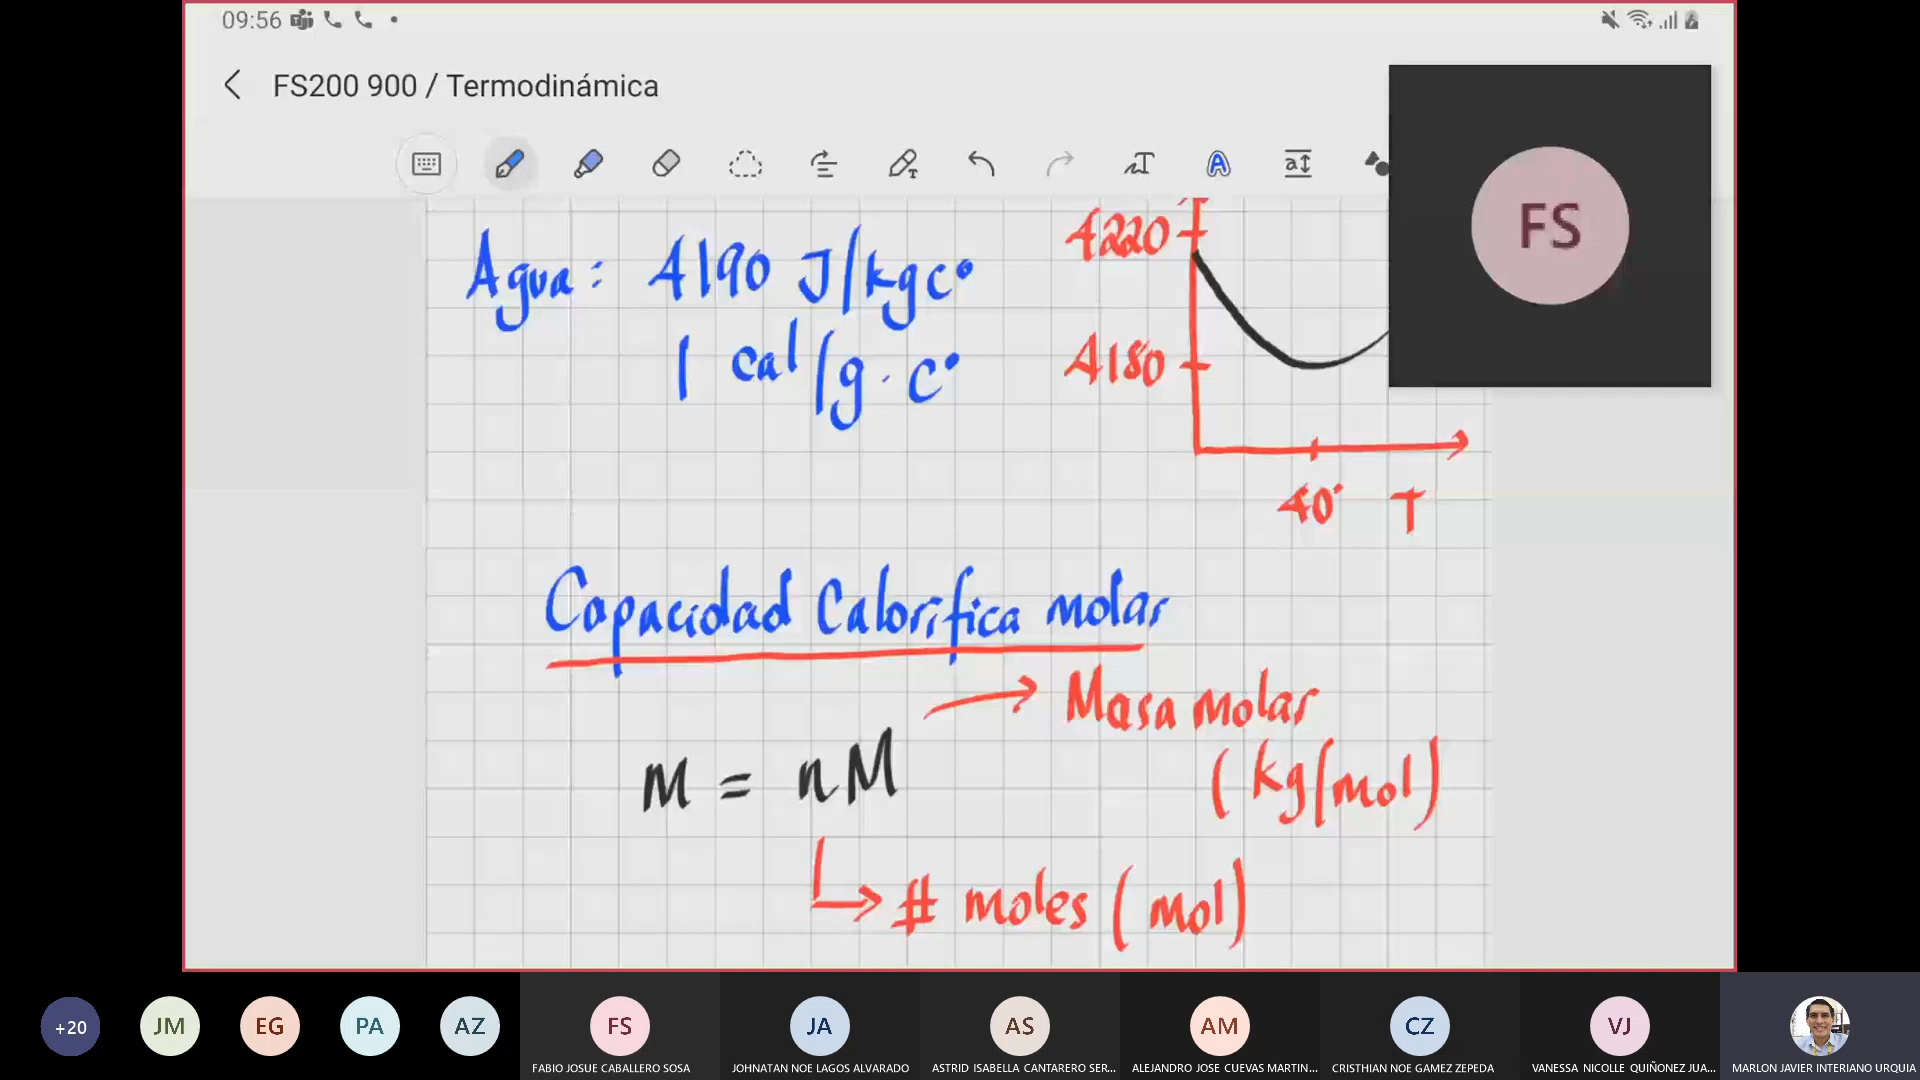 09:56
FS200 900 / Termodinámica
FS
Agua: 4190 J/kgc°
1 cal/g·c°
4220
4180
40° T
Capacidad Calorífica molar
→ Masa molar
(kg/mol)
m = nM
→ # moles (mol)
+20
JM
EG
PA
AZ
FS
JA
AS
AM
CZ
VJ
FABIO JOSUE CABALLERO SOSA
JOHNATAN NOE LAGOS ALVARADO
ASTRID ISABELLA CANTARERO SER...
ALEJANDRO JOSE CUEVAS MARTIN...
CRISTHIAN NOE GAMEZ ZEPEDA
VANESSA NICOLLE QUIÑONEZ JUA...
MARLON JAVIER INTERIANO URQUIA